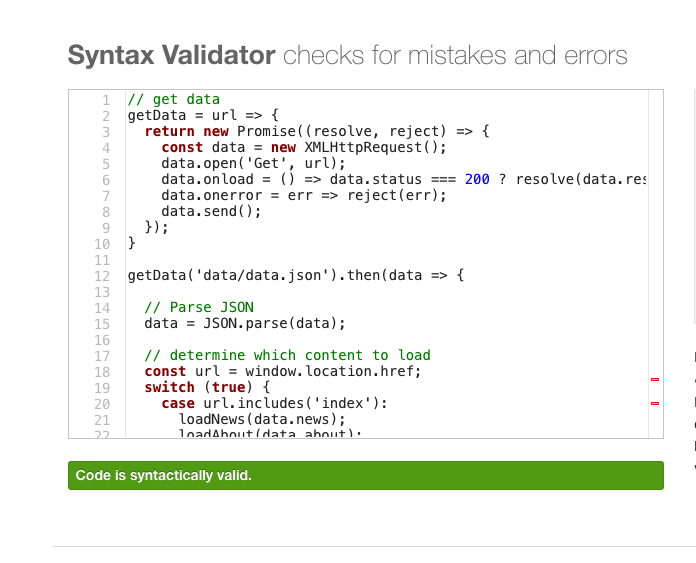 Syntax Validator checks for mistakes and errors
1 // get data
2 getData = url => {
3 return new Promise((resolve, reject) => {
4 const data = new XMLHttpRequest();
5 data.open('Get', url);
6 data.onload = () => data.status === 200 ? resolve(data.res
7 data.onerror = err => reject(err);
8 data.send();
9 });
10 }
11
12 getData('data/data.json').then(data => {
13
14 // Parse JSON
15 data = JSON.parse(data);
16
17 // determine which content to load
18 const url = window.location.href;
19 switch (true) {
20 case url.includes('index'):
21 loadNews(data.news);
22 loadAbout(data.about);
Code is syntactically valid.